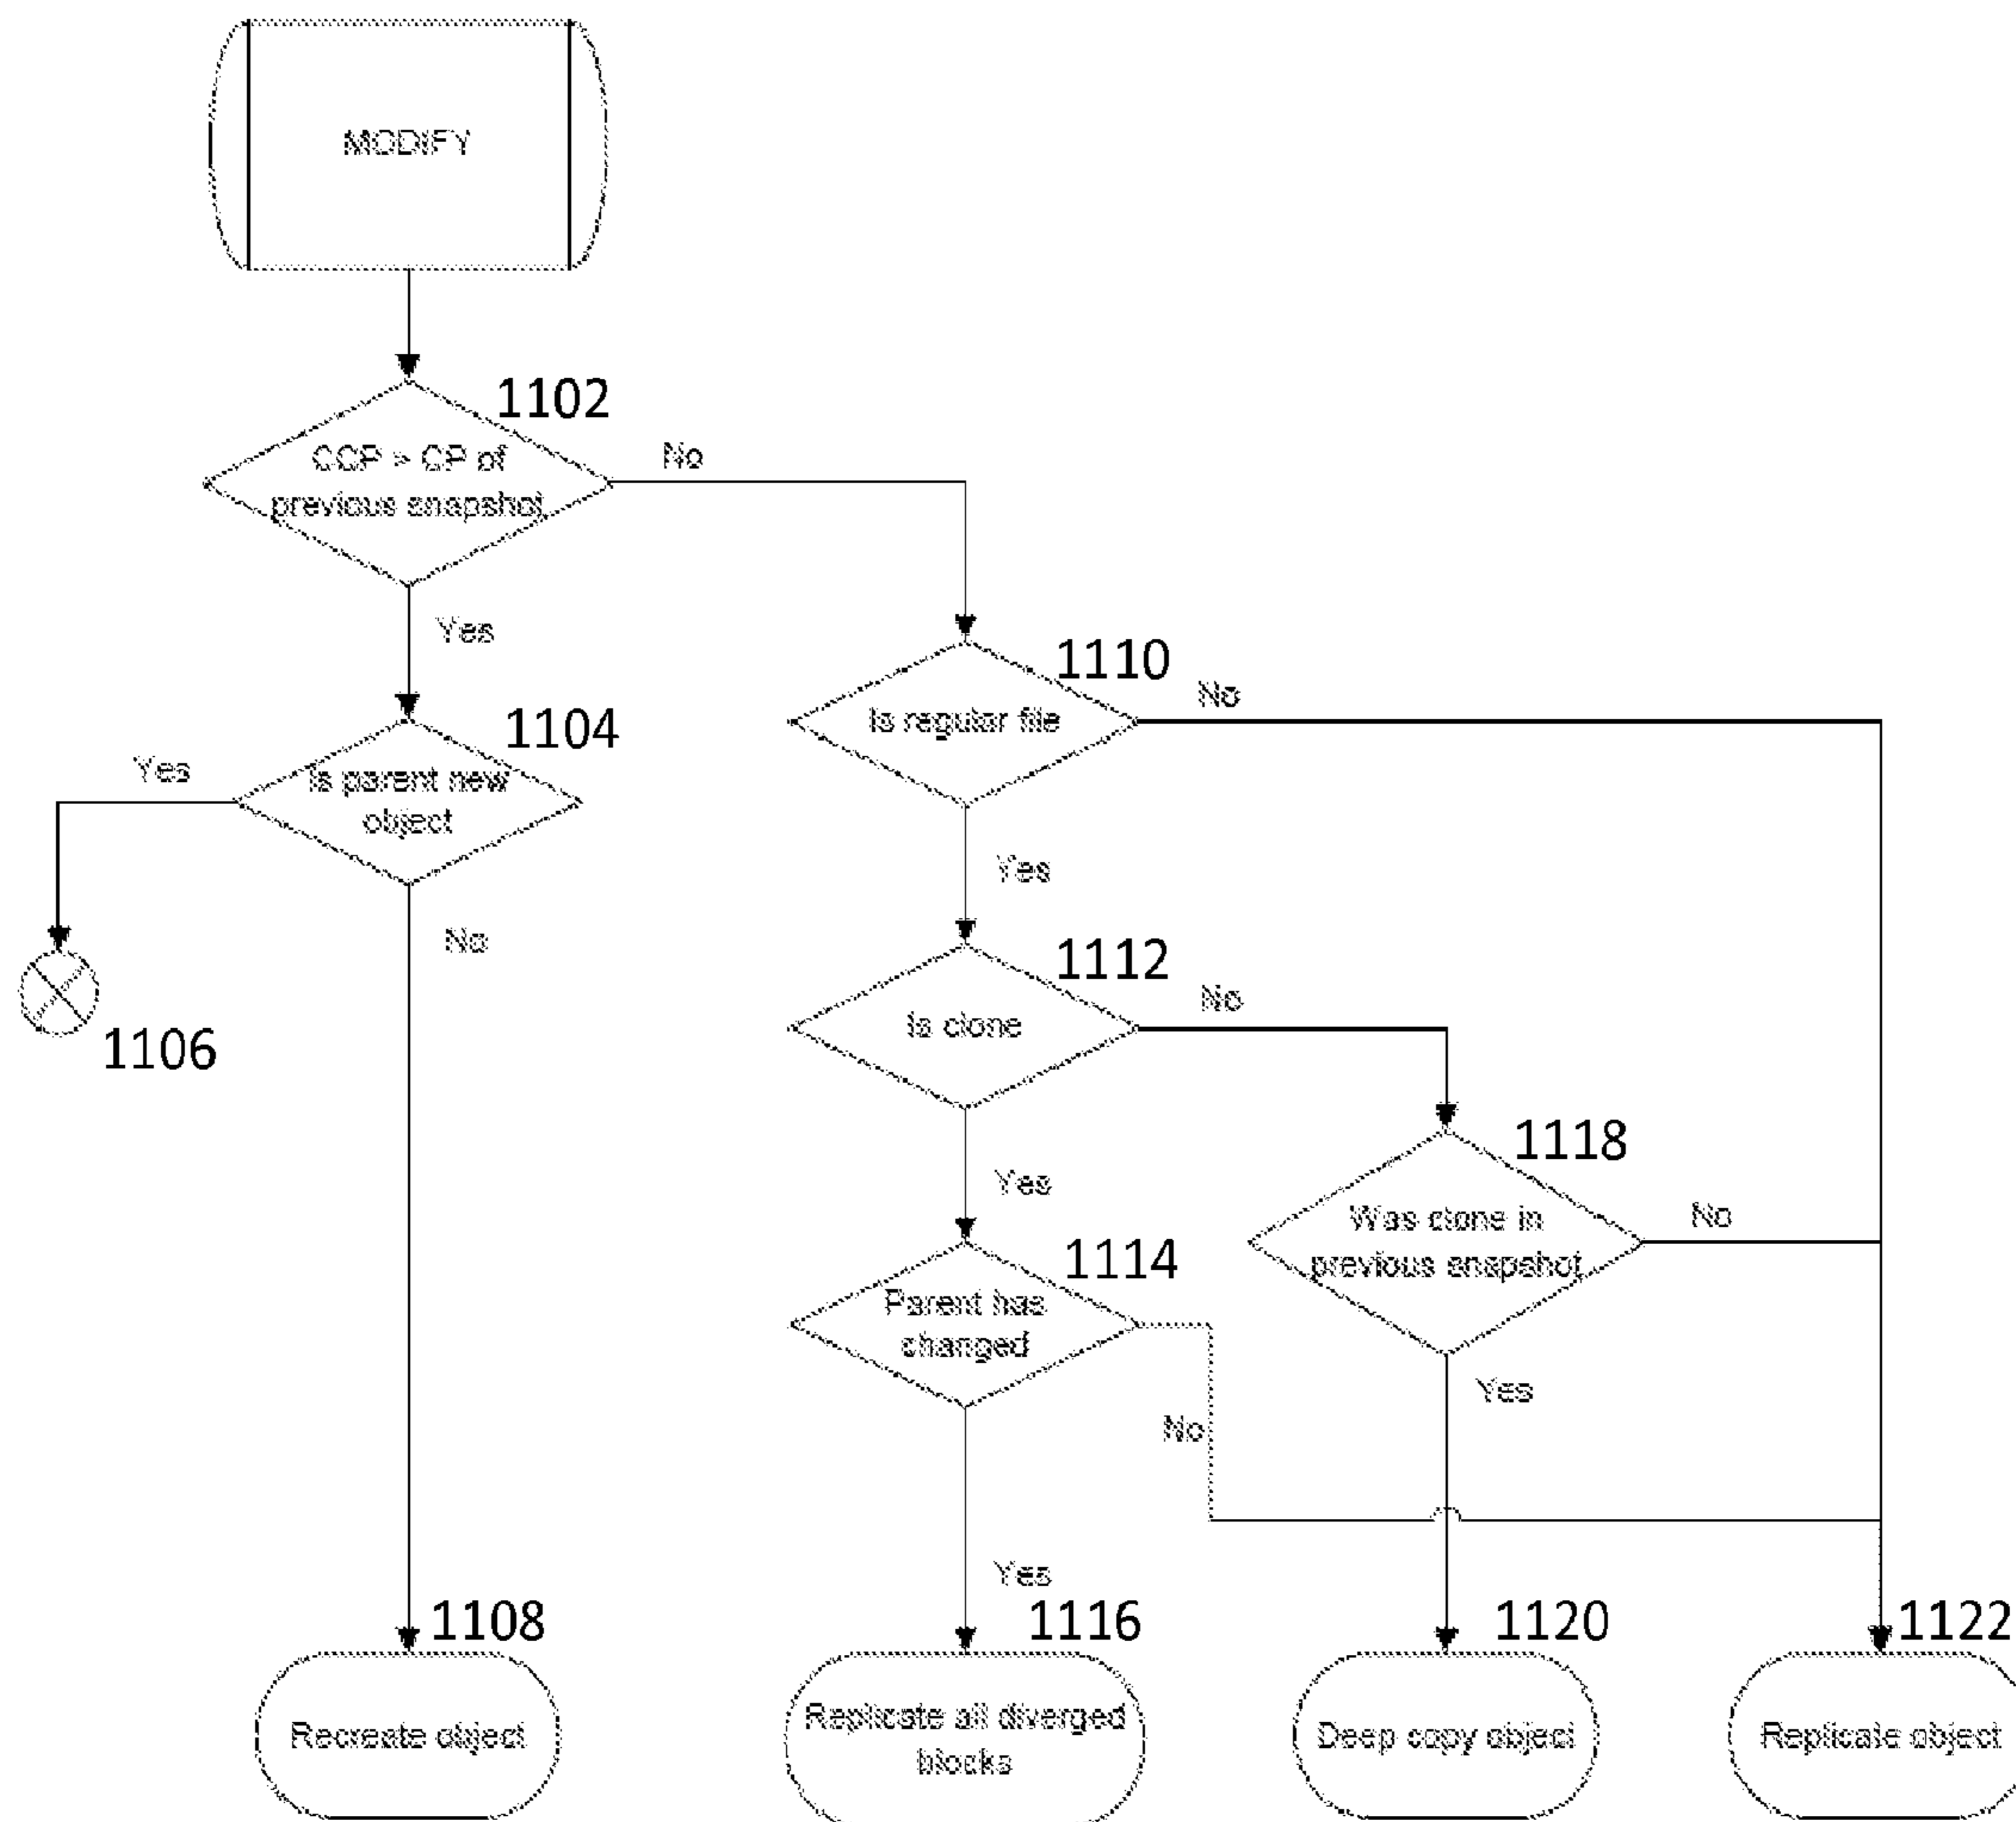 MODIFY
1102
CCP > CP of
previous snapshot
No
Yes
1104
Is parent new
object
Yes
No
1106
1110
Is regular file
No
Yes
1112
Is clone
No
Yes
1118
Was clone in
previous snapshot
No
Yes
1114
Parent has
changed
No
Yes
1108
Recreate object
1116
Replicate all diverged
blocks
1120
Deep copy object
1122
Replicate object